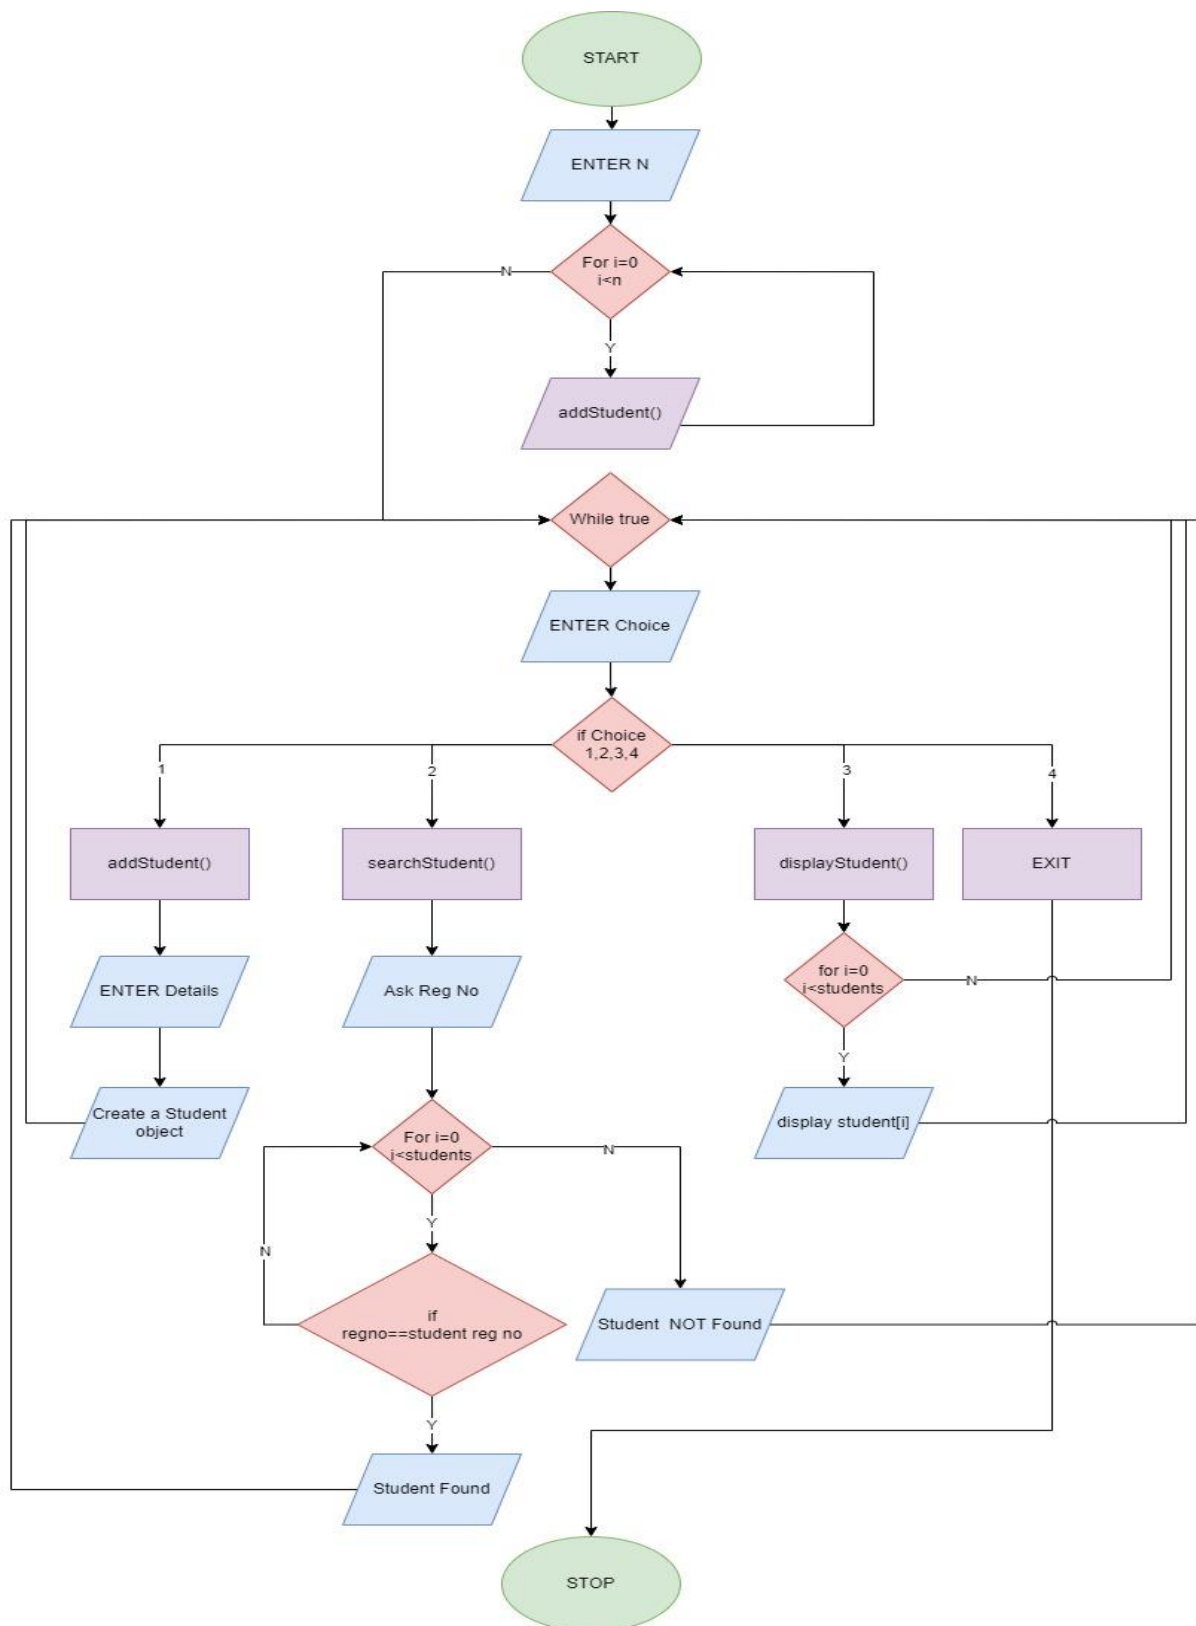 START
ENTER N
For i=0
i<n
N
Y
addStudent()
While true
ENTER Choice
if Choice
1,2,3,4
1
2
3
4
addStudent()
searchStudent()
displayStudent()
EXIT
ENTER Details
Ask Reg No
for i=0
i<students
N
Y
Create a Student
object
For i=0
i<students
N
Y
display student[i]
N
if
regno==student reg no
Student  NOT Found
Y
Student Found
STOP